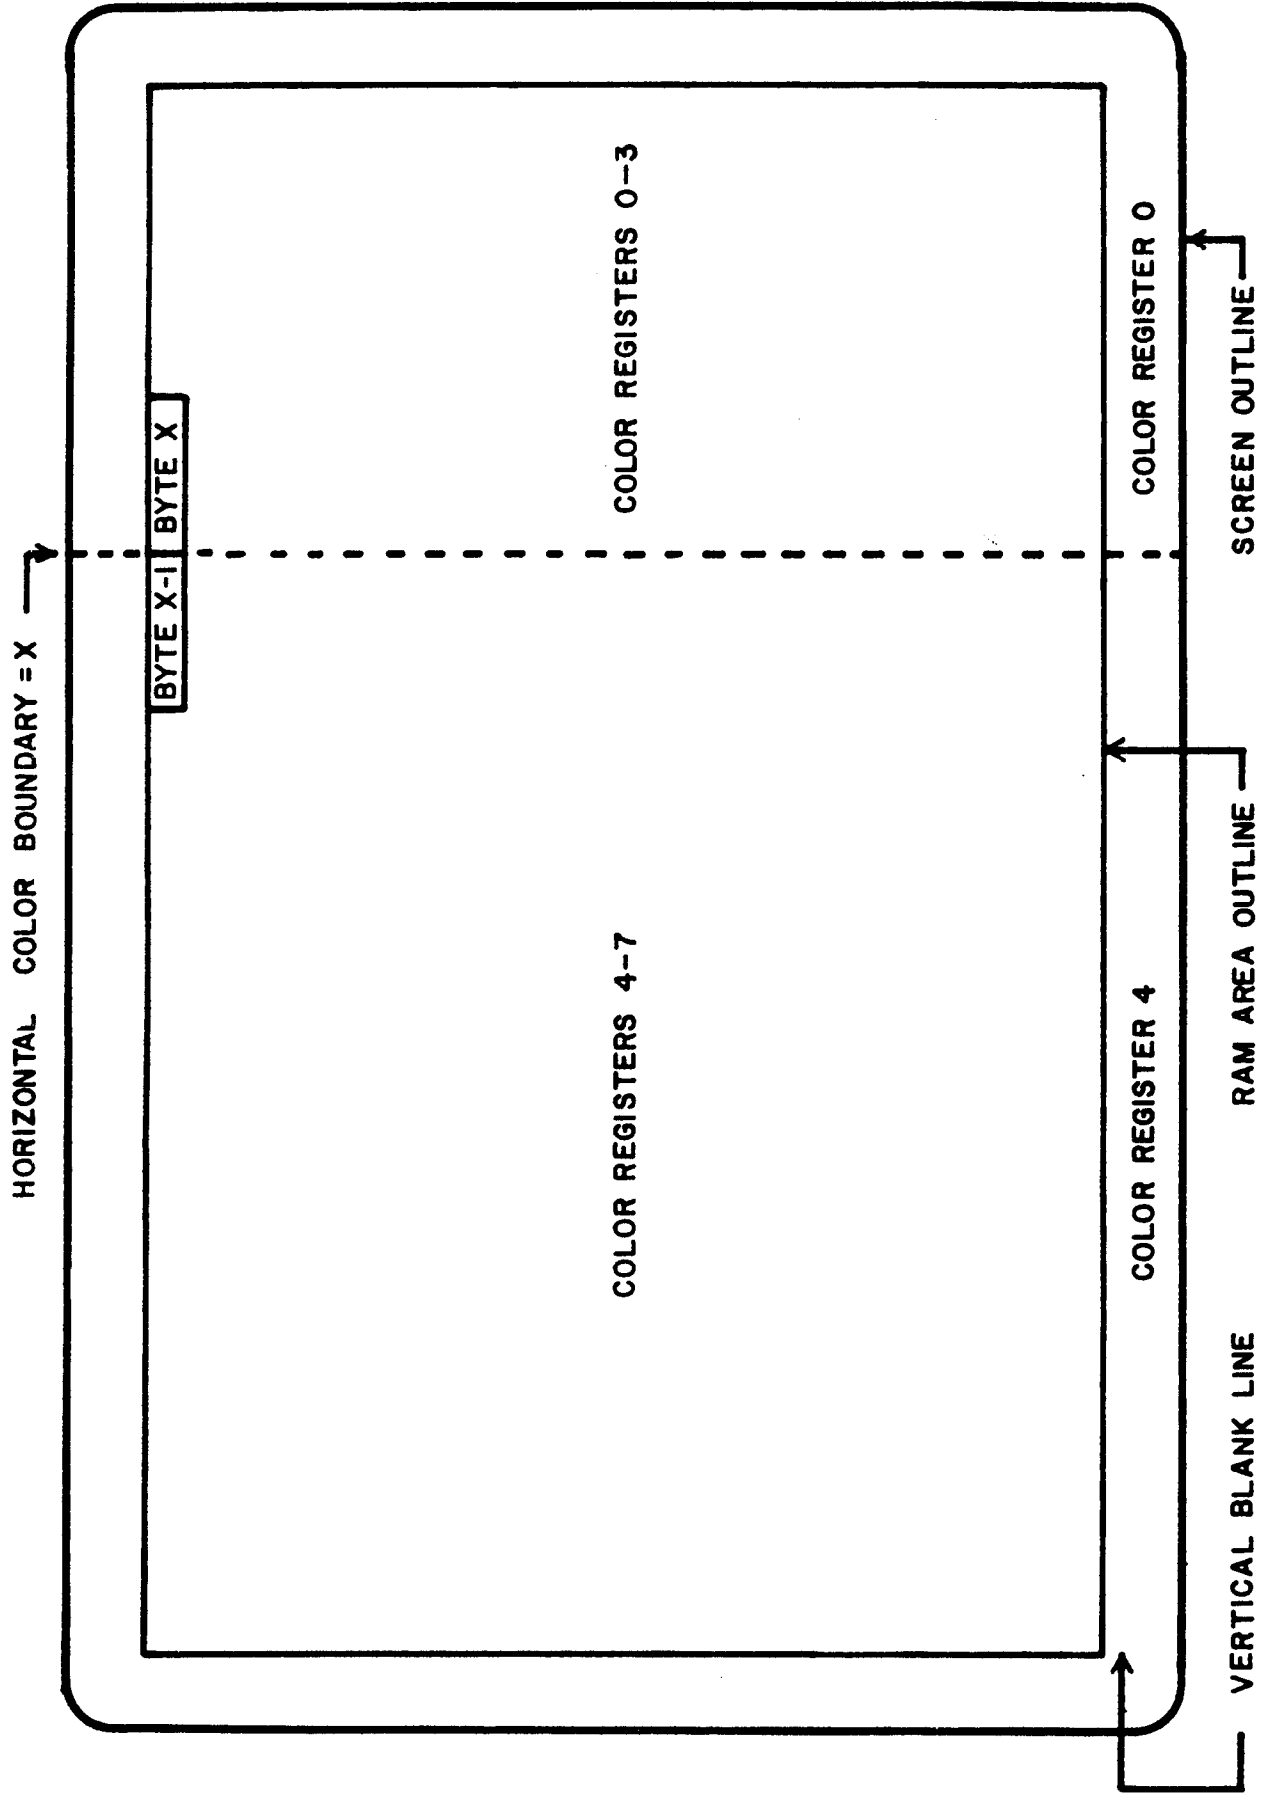 HORIZONTAL COLOR BOUNDARY = X
BYTE X-1 BYTE X
COLOR REGISTERS 4-7
COLOR REGISTERS 0-3
COLOR REGISTER 4
COLOR REGISTER 0
VERTICAL BLANK LINE
RAM AREA OUTLINE
SCREEN OUTLINE